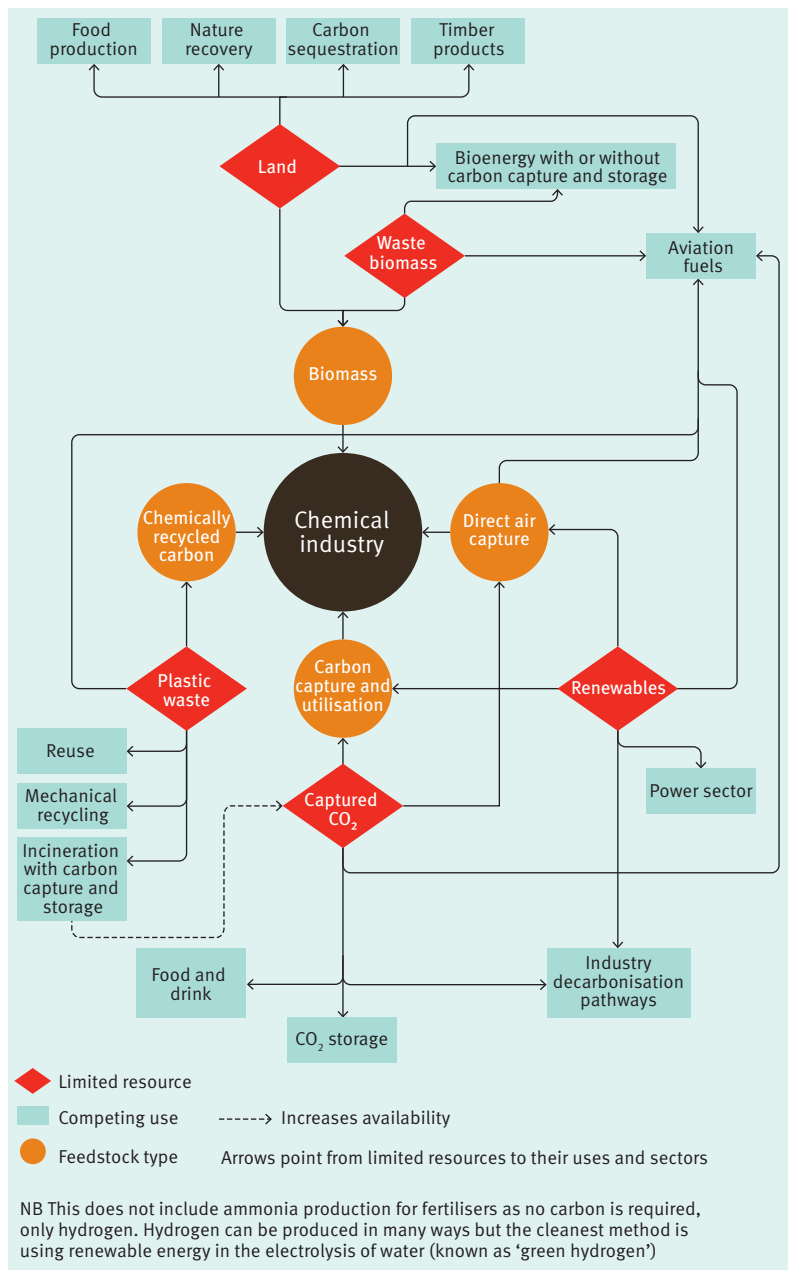 Food
production
Nature
recovery
Carbon
sequestration
Timber
products
Land
Bioenergy with or without
carbon capture and storage
Waste
biomass
Aviation
fuels
Biomass
Chemically
recycled
carbon
Chemical
industry
Direct air
capture
Plastic
waste
Carbon
capture and
utilisation
Renewables
Reuse
Mechanical
recycling
Incineration
with carbon
capture and
storage
Captured
CO₂
Power sector
Food and
drink
CO₂ storage
Industry
decarbonisation
pathways
Limited resource
Competing use
Increases availability
Feedstock type
Arrows point from limited resources to their uses and sectors
NB This does not include ammonia production for fertilisers as no carbon is required,
only hydrogen. Hydrogen can be produced in many ways but the cleanest method is
using renewable energy in the electrolysis of water (known as ‘green hydrogen’)